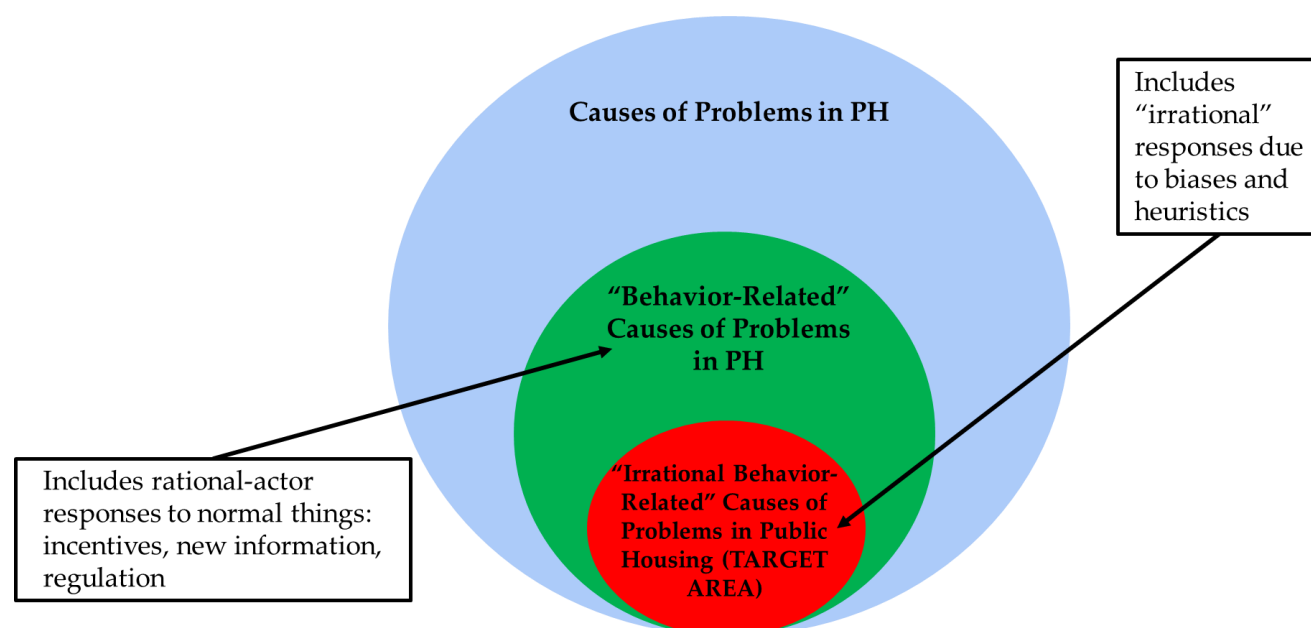 Causes of Problems in PH
Includes
“irrational”
responses due
to biases and
heuristics
“Behavior-Related”
Causes of Problems
in PH
“Irrational Behavior-
Related” Causes of
Problems in Public
Housing (TARGET
AREA)
Includes rational-actor
responses to normal things:
incentives, new information,
regulation